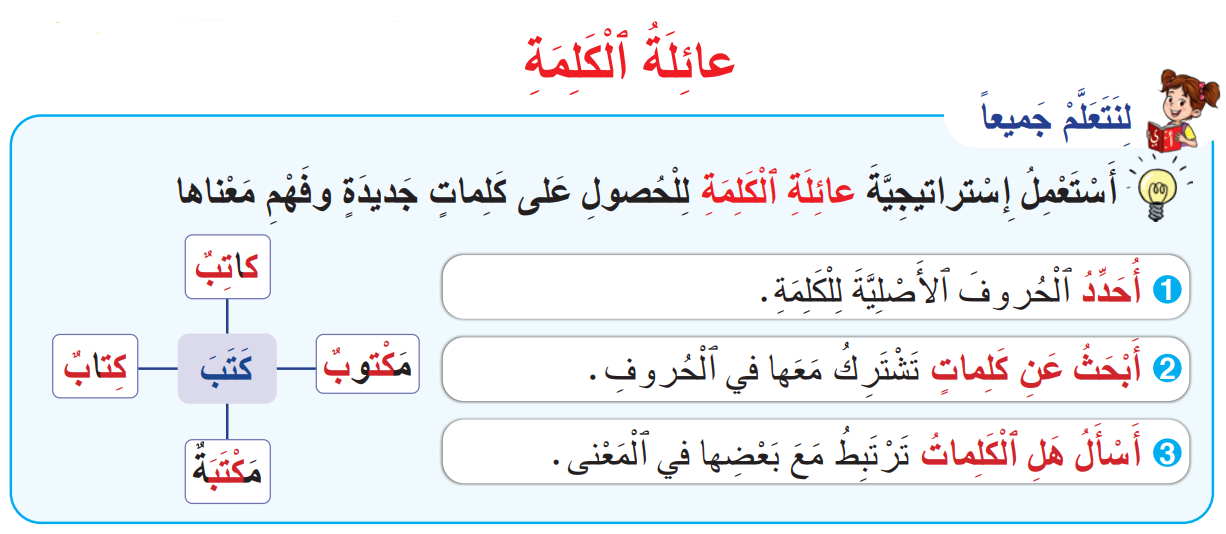 عائِلَةُ ٱلْكَلِمَةِ
لِنَتَعَلَّمْ جَميعاً
أَسْتَعْمِلُ إِسْتراتيجِيَّةَ عائِلَةِ ٱلْكَلِمَةِ لِلْحُصولِ عَلى كَلِماتٍ جَديدَةٍ وفَهْمِ مَعْناها
1 أُحَدِّدُ ٱلْحُروفَ ٱلأَصْلِيَّةَ لِلْكَلِمَةِ.
2 أَبْحَثُ عَنِ كَلِماتٍ تَشْتَرِكُ مَعَها في ٱلْحُروفِ.
3 أَسْأَلُ هَلِ ٱلْكَلِماتُ تَرْتَبِطُ مَعَ بَعْضِها في ٱلْمَعْنى.
كاتِبٌ
مَكْتوبٌ
كَتَبَ
كِتابٌ
مَكْتَبَةٌ